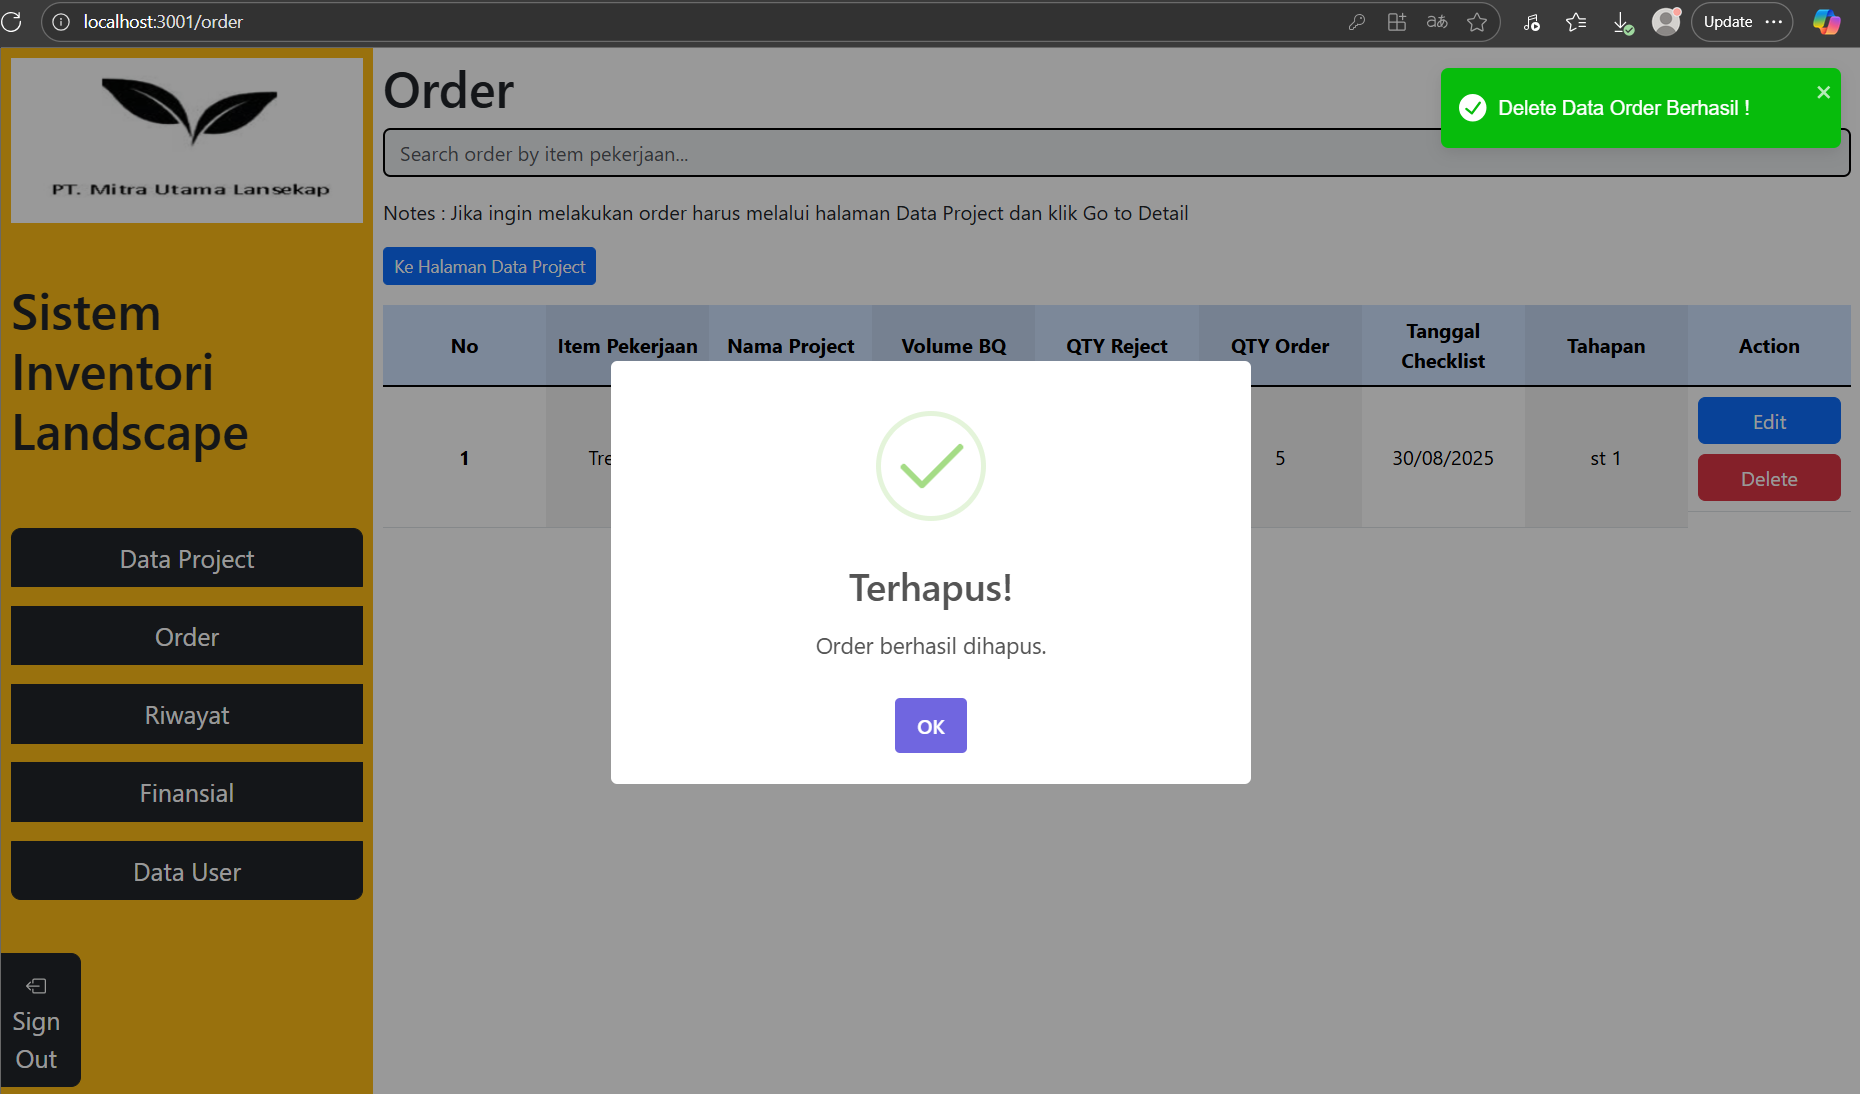 localhost:3001/order
Update
PT. Mitra Utama Lansekap
Sistem
Inventori
Landscape
Data Project
Order
Riwayat
Finansial
Data User
Sign
Out
Order
Delete Data Order Berhasil !
Search order by item pekerjaan...
Notes : Jika ingin melakukan order harus melalui halaman Data Project dan klik Go to Detail
Ke Halaman Data Project
No Item Pekerjaan Nama Project Volume BQ QTY Reject QTY Order Tanggal Checklist Tahapan Action
1 5 30/08/2025 st 1 Edit
Delete
Terhapus!
Order berhasil dihapus.
OK